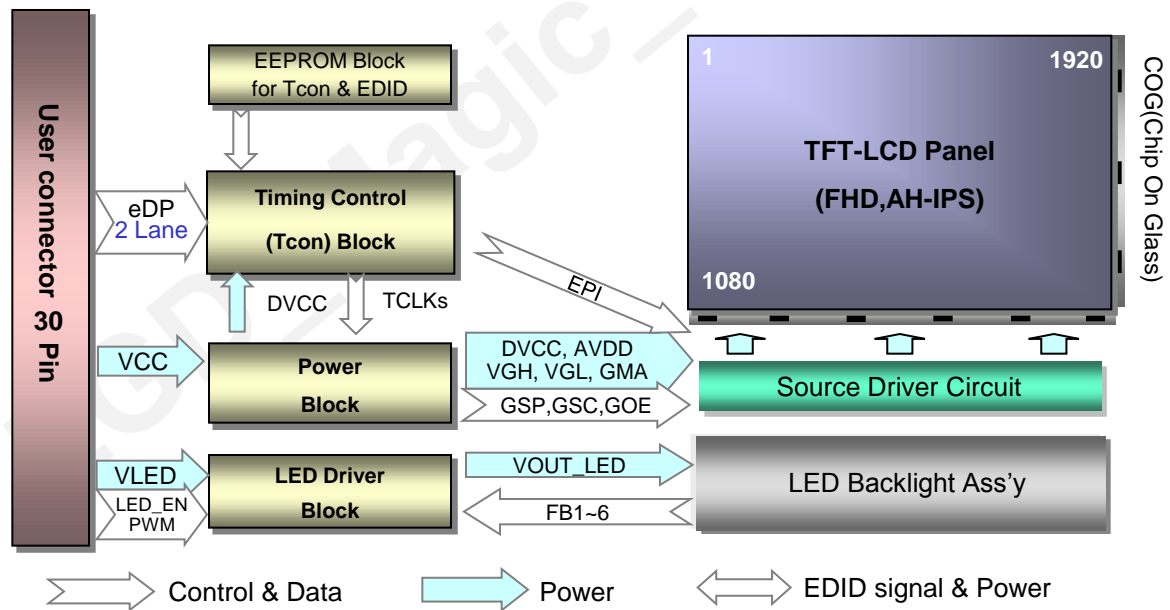 EEPROM Block
for Tcon & EDID
User connector 30 Pin
eDP
2 Lane
Timing Control
(Tcon) Block
DVCC
TCLKs
EPI
VCC
Power
Block
DVCC, AVDD
VGH, VGL, GMA
GSP,GSC,GOE
VLED
LED_EN
PWM
LED Driver
Block
VOUT_LED
FB1~6
1
1920
TFT-LCD Panel
(FHD,AH-IPS)
1080
COG(Chip On Glass)
Source Driver Circuit
LED Backlight Ass'y
Control & Data
Power
EDID signal & Power